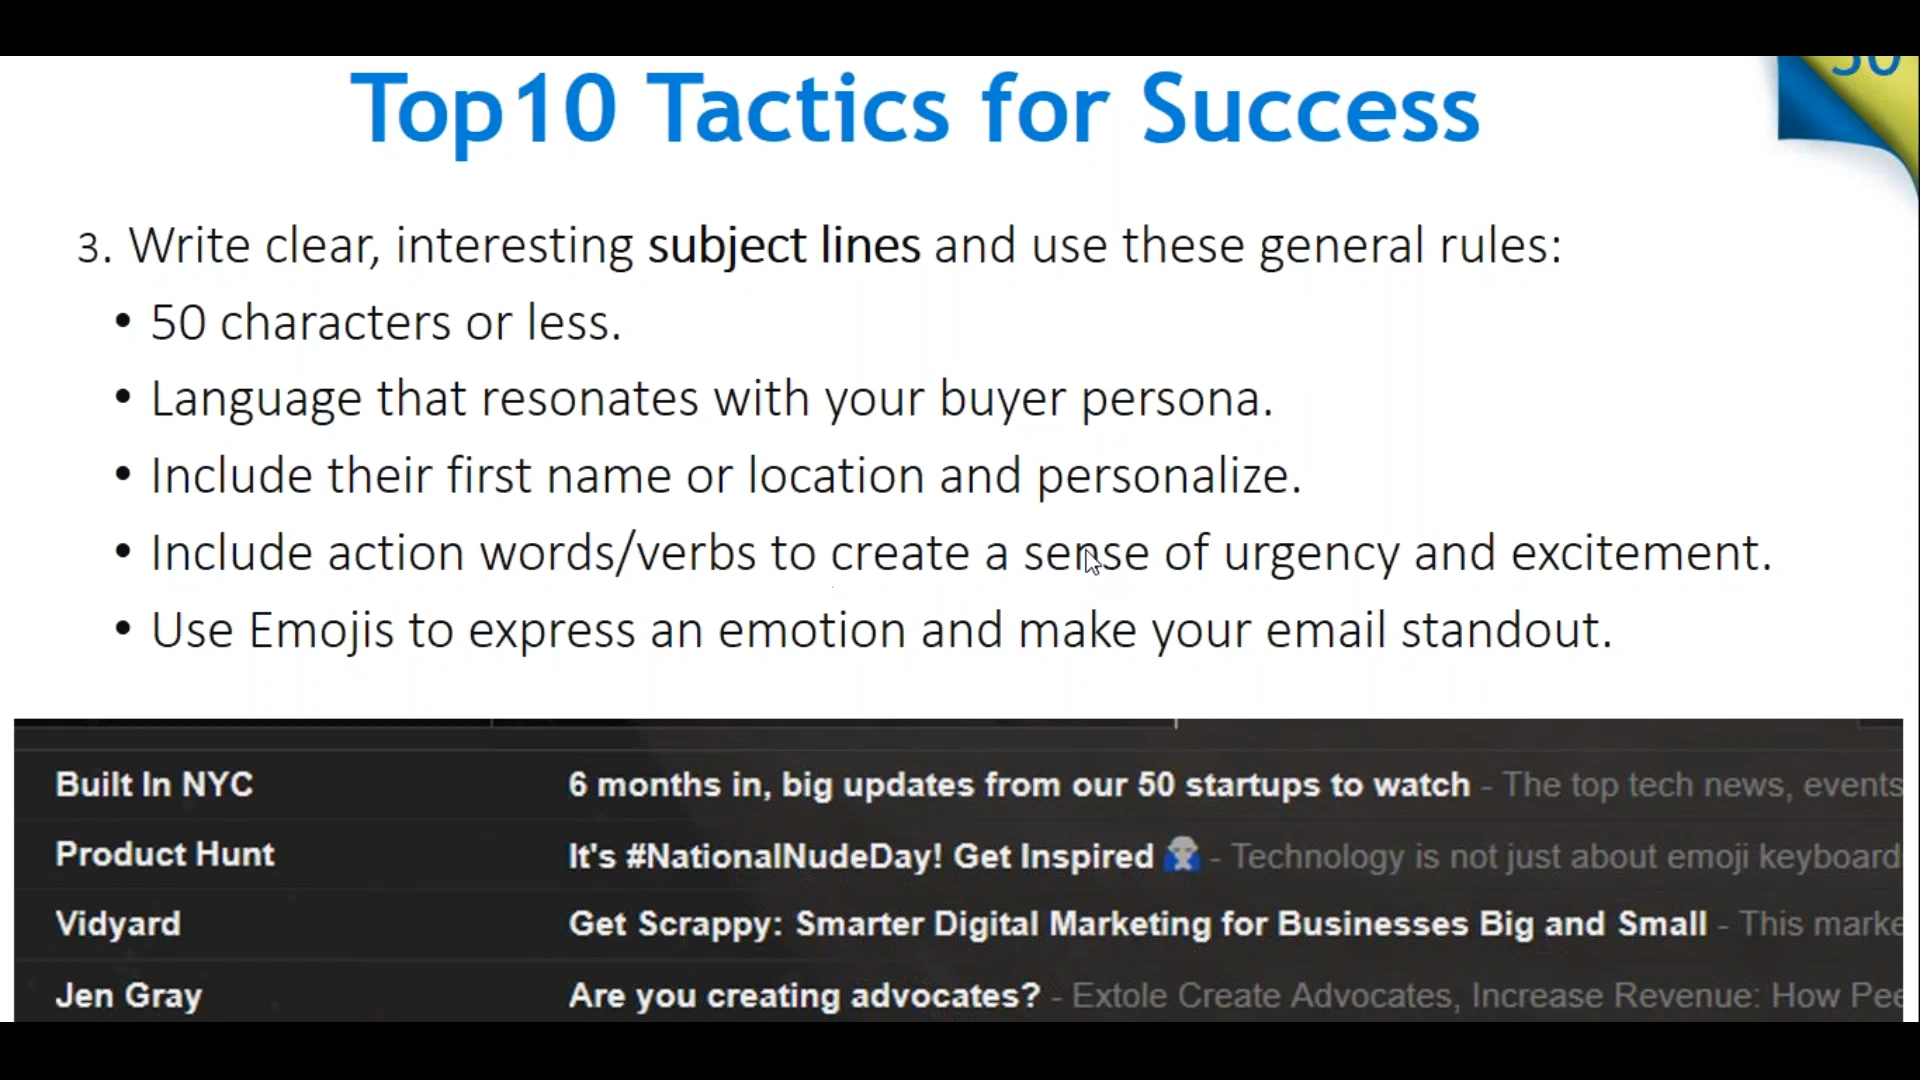 Top10 Tactics for Success
3. Write clear, interesting subject lines and use these general rules:
• 50 characters or less.
• Language that resonates with your buyer persona.
• Include their first name or location and personalize.
• Include action words/verbs to create a sense of urgency and excitement.
• Use Emojis to express an emotion and make your email standout.
Built In NYC 6 months in, big updates from our 50 startups to watch - The top tech news, events
Product Hunt It's #NationalNudeDay! Get Inspired - Technology is not just about emoji keyboard
Vidyard Get Scrappy: Smarter Digital Marketing for Businesses Big and Small - This marke
Jen Gray Are you creating advocates? - Extole Create Advocates, Increase Revenue: How Pee